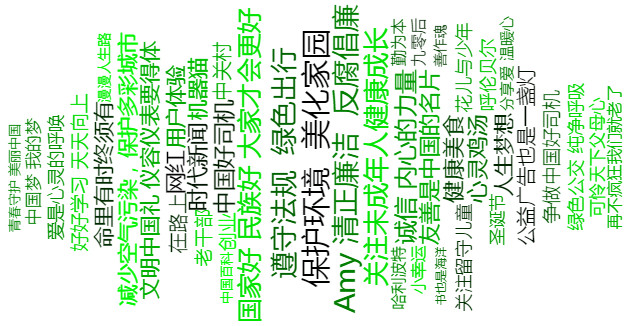 青春守护 美丽中国
中国梦 我的梦
爱是心灵的呼唤
好好学习 天天向上
命里有时终须有
漫漫人生路
减少空气污染，保护多彩城市
文明中国礼 仪容仪表要得体
在路上
网红
用户体验
老干部
时代新闻
机器猫
中国百科
创业
中国好司机
中关村
国家好 民族好 大家才会更好
遵守法规 绿色出行
保护环境 美化家园
Amy
清正廉洁 反腐倡廉
关注未成年人健康成长
哈利波特
诚信 内心的力量
勤为本
小幸运
友善是中国的名片
九零后
书也是海洋
健康美食
善作魂
关注留守儿童
心灵鸡汤
花儿与少年
圣诞节
人生梦想
呼伦贝尔
公益广告也是一盏灯
分享爱 温暖心
争做中国好司机
绿色公交 纯净呼吸
可怜天下父母心
再不疯狂我们就老了